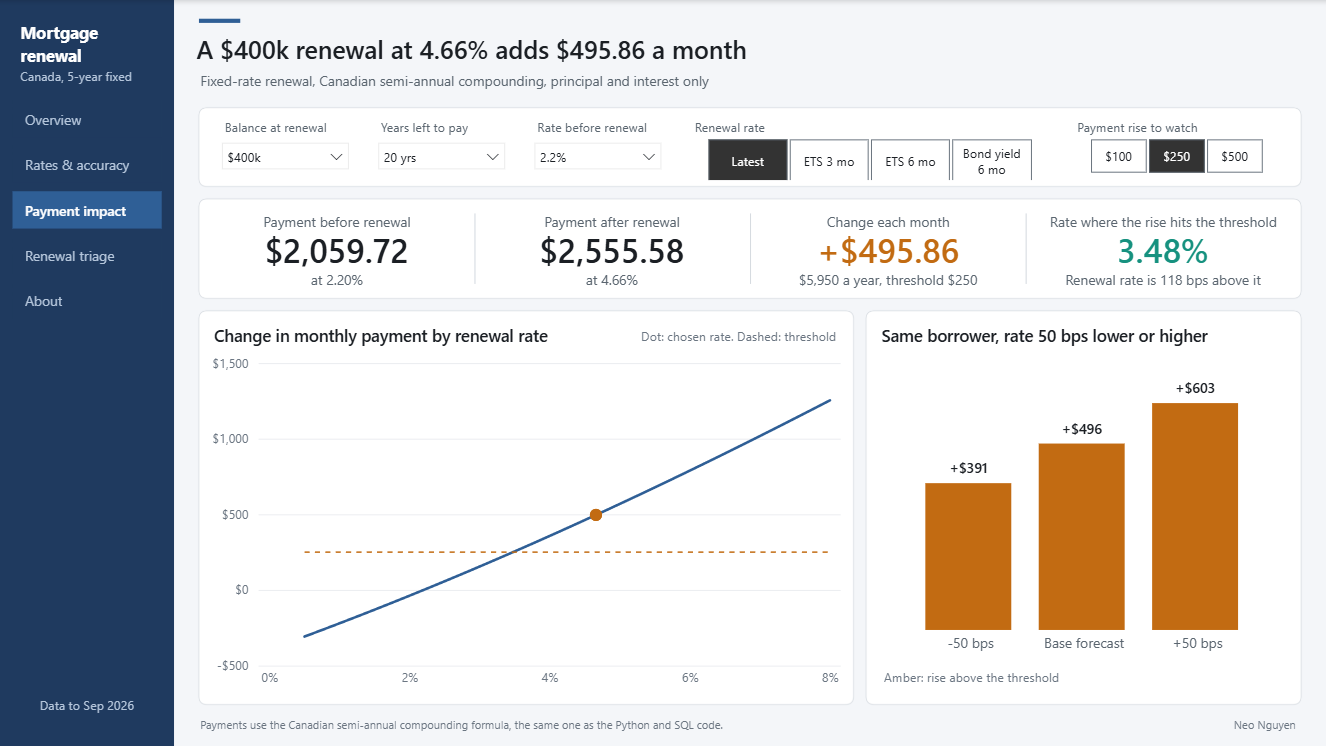 Mortgage
renewal
Canada, 5-year fixed
Overview
Rates & accuracy
Payment impact
Renewal triage
About
Data to Sep 2026
A $400k renewal at 4.66% adds $495.86 a month
Fixed-rate renewal, Canadian semi-annual compounding, principal and interest only
Balance at renewal
$400k
Years left to pay
20 yrs
Rate before renewal
2.2%
Renewal rate
Latest
ETS 3 mo
ETS 6 mo
Bond yield
6 mo
Payment rise to watch
$100
$250
$500
Payment before renewal
$2,059.72
at 2.20%
Payment after renewal
$2,555.58
at 4.66%
Change each month
+$495.86
$5,950 a year, threshold $250
Rate where the rise hits the threshold
3.48%
Renewal rate is 118 bps above it
Change in monthly payment by renewal rate
Dot: chosen rate. Dashed: threshold
$1,500
$1,000
$500
$0
-$500
0%
2%
4%
6%
8%
Same borrower, rate 50 bps lower or higher
+$391
+$496
+$603
-50 bps
Base forecast
+50 bps
Amber: rise above the threshold
Payments use the Canadian semi-annual compounding formula, the same one as the Python and SQL code.
Neo Nguyen